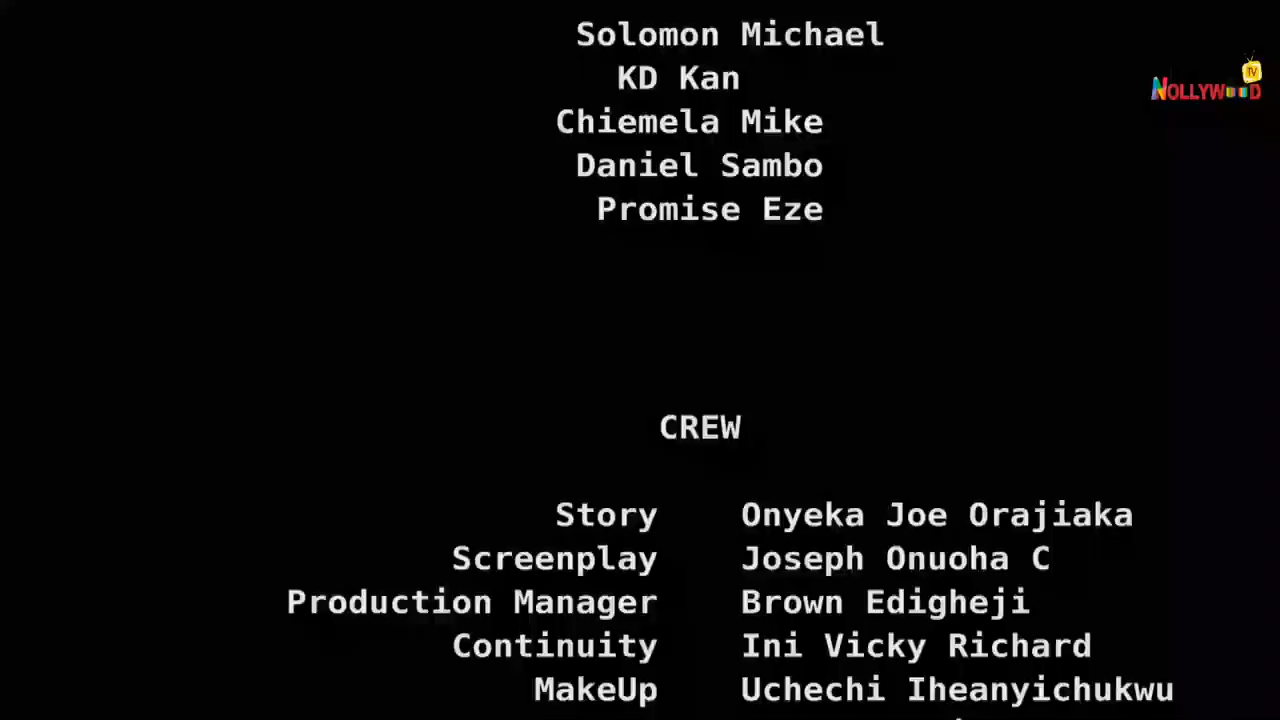 Solomon Michael
KD Kan
Chiemela Mike
Daniel Sambo
Promise Eze
TV
NOLLYWOOD
CREW
Story Onyeka Joe Orajiaka
Screenplay Joseph Onuoha C
Production Manager Brown Edigheji
Continuity Ini Vicky Richard
MakeUp Uchechi Iheanyichukwu